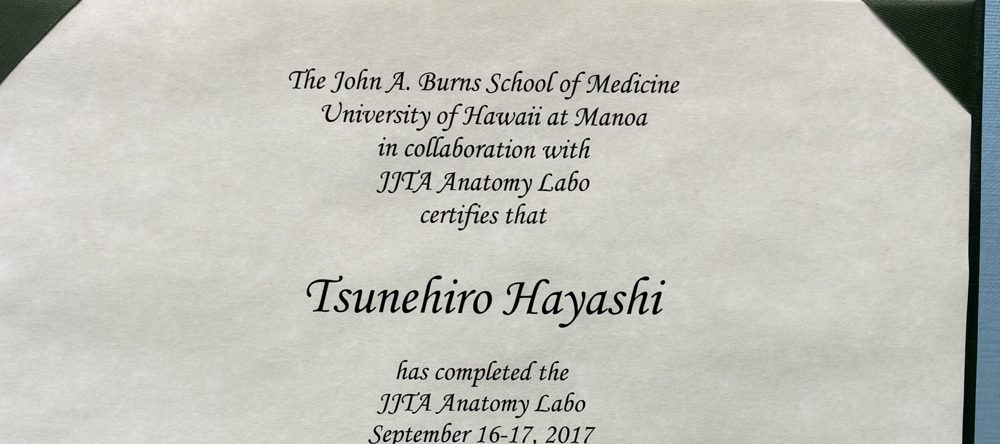 The John A. Burns School of Medicine
University of Hawaii at Manoa
in collaboration with
JJTA Anatomy Labo
certifies that
Tsunehiro Hayashi
has completed the
JJTA Anatomy Labo
September 16-17, 2017